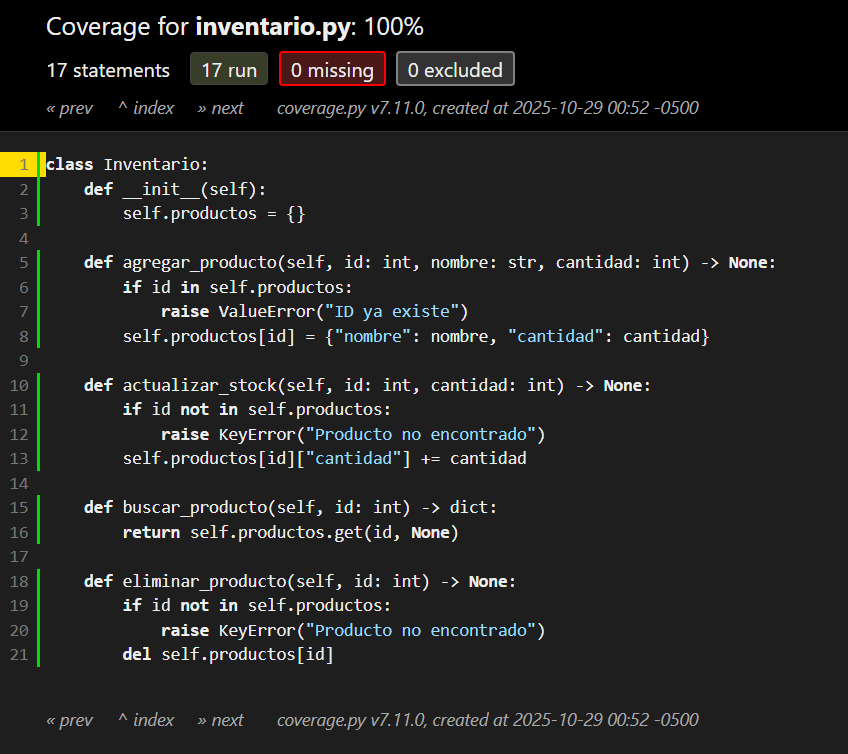 Coverage for inventario.py: 100%
17 statements 17 run 0 missing 0 excluded
« prev ^ index » next coverage.py v7.11.0, created at 2025-10-29 00:52 -0500
1 class Inventario:
2     def __init__(self):
3         self.productos = {}
4
5     def agregar_producto(self, id: int, nombre: str, cantidad: int) -> None:
6         if id in self.productos:
7             raise ValueError("ID ya existe")
8         self.productos[id] = {"nombre": nombre, "cantidad": cantidad}
9
10     def actualizar_stock(self, id: int, cantidad: int) -> None:
11         if id not in self.productos:
12             raise KeyError("Producto no encontrado")
13         self.productos[id]["cantidad"] += cantidad
14
15     def buscar_producto(self, id: int) -> dict:
16         return self.productos.get(id, None)
17
18     def eliminar_producto(self, id: int) -> None:
19         if id not in self.productos:
20             raise KeyError("Producto no encontrado")
21         del self.productos[id]
« prev ^ index » next coverage.py v7.11.0, created at 2025-10-29 00:52 -0500